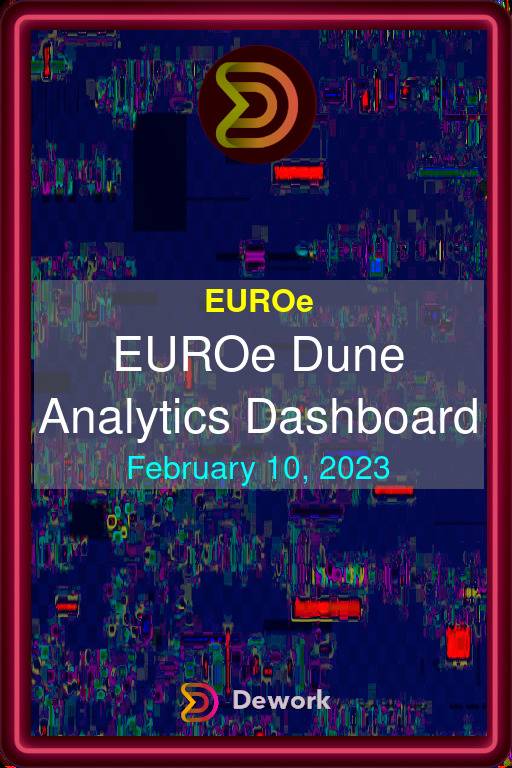 EUROe
EUROe Dune
Analytics Dashboard
February 10, 2023
Dework